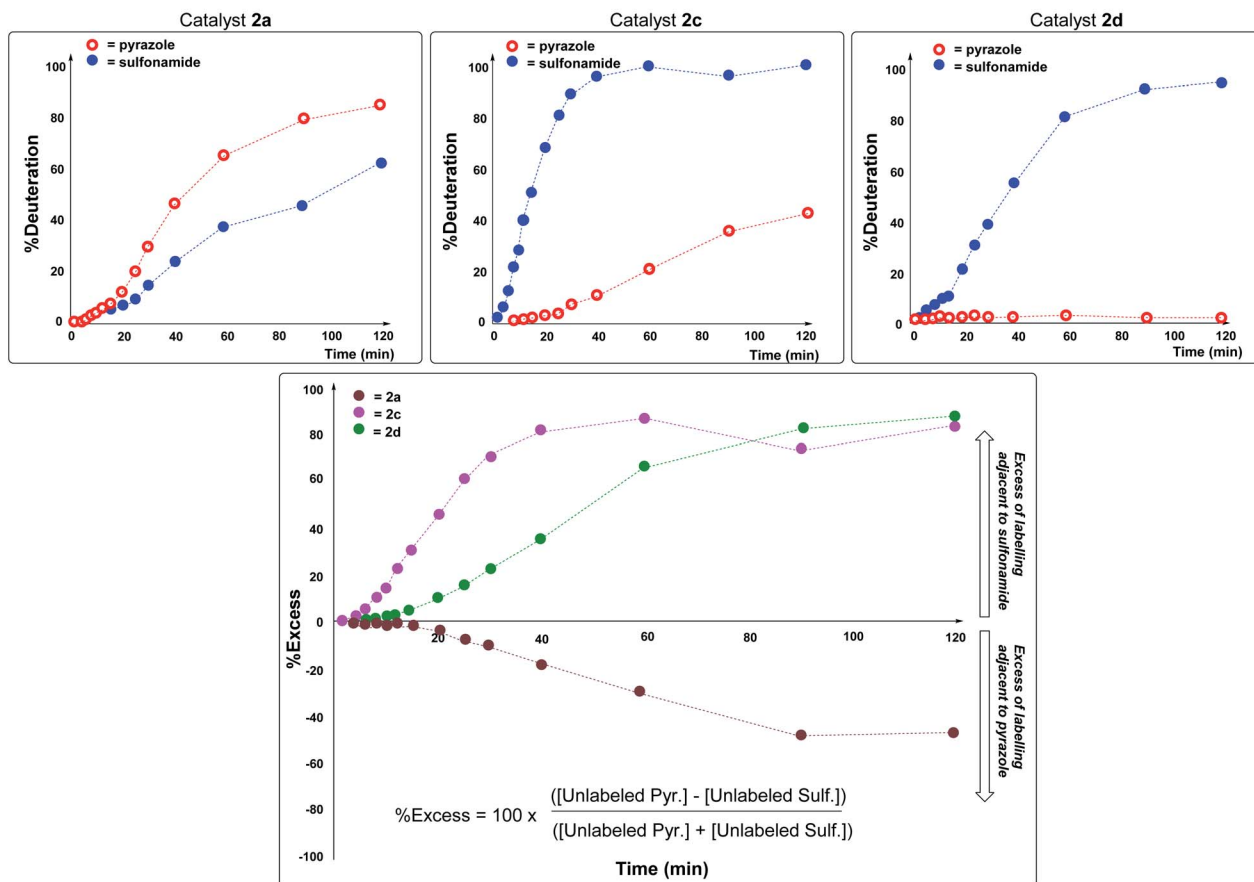 Catalyst 2a
= pyrazole
= sulfonamide
100
80
60
40
20
0
%Deuteration
0 20 40 60 80 100 120
Time (min)
Catalyst 2c
= pyrazole
= sulfonamide
100
80
60
40
20
0
%Deuteration
0 20 40 60 80 100 120
Time (min)
Catalyst 2d
= pyrazole
= sulfonamide
100
80
60
40
20
0
%Deuteration
0 20 40 60 80 100 120
Time (min)
= 2a
= 2c
= 2d
100
80
60
40
20
0
-20
-40
-60
-80
-100
%Excess
20 40 60 80 100 120
Excess of labelling
adjacent to sulfonamide
Excess of labelling
adjacent to pyrazole
%Excess = 100 x ([Unlabeled Pyr.] - [Unlabeled Sulf.])
([Unlabeled Pyr.] + [Unlabeled Sulf.])
Time (min)